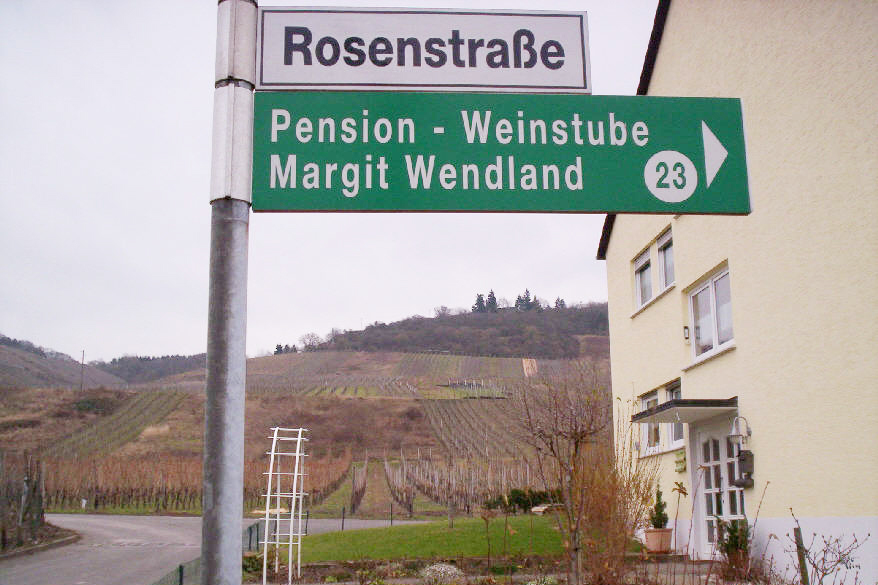 Rosenstraße
Pension - Weinstube
Margit Wendland 23